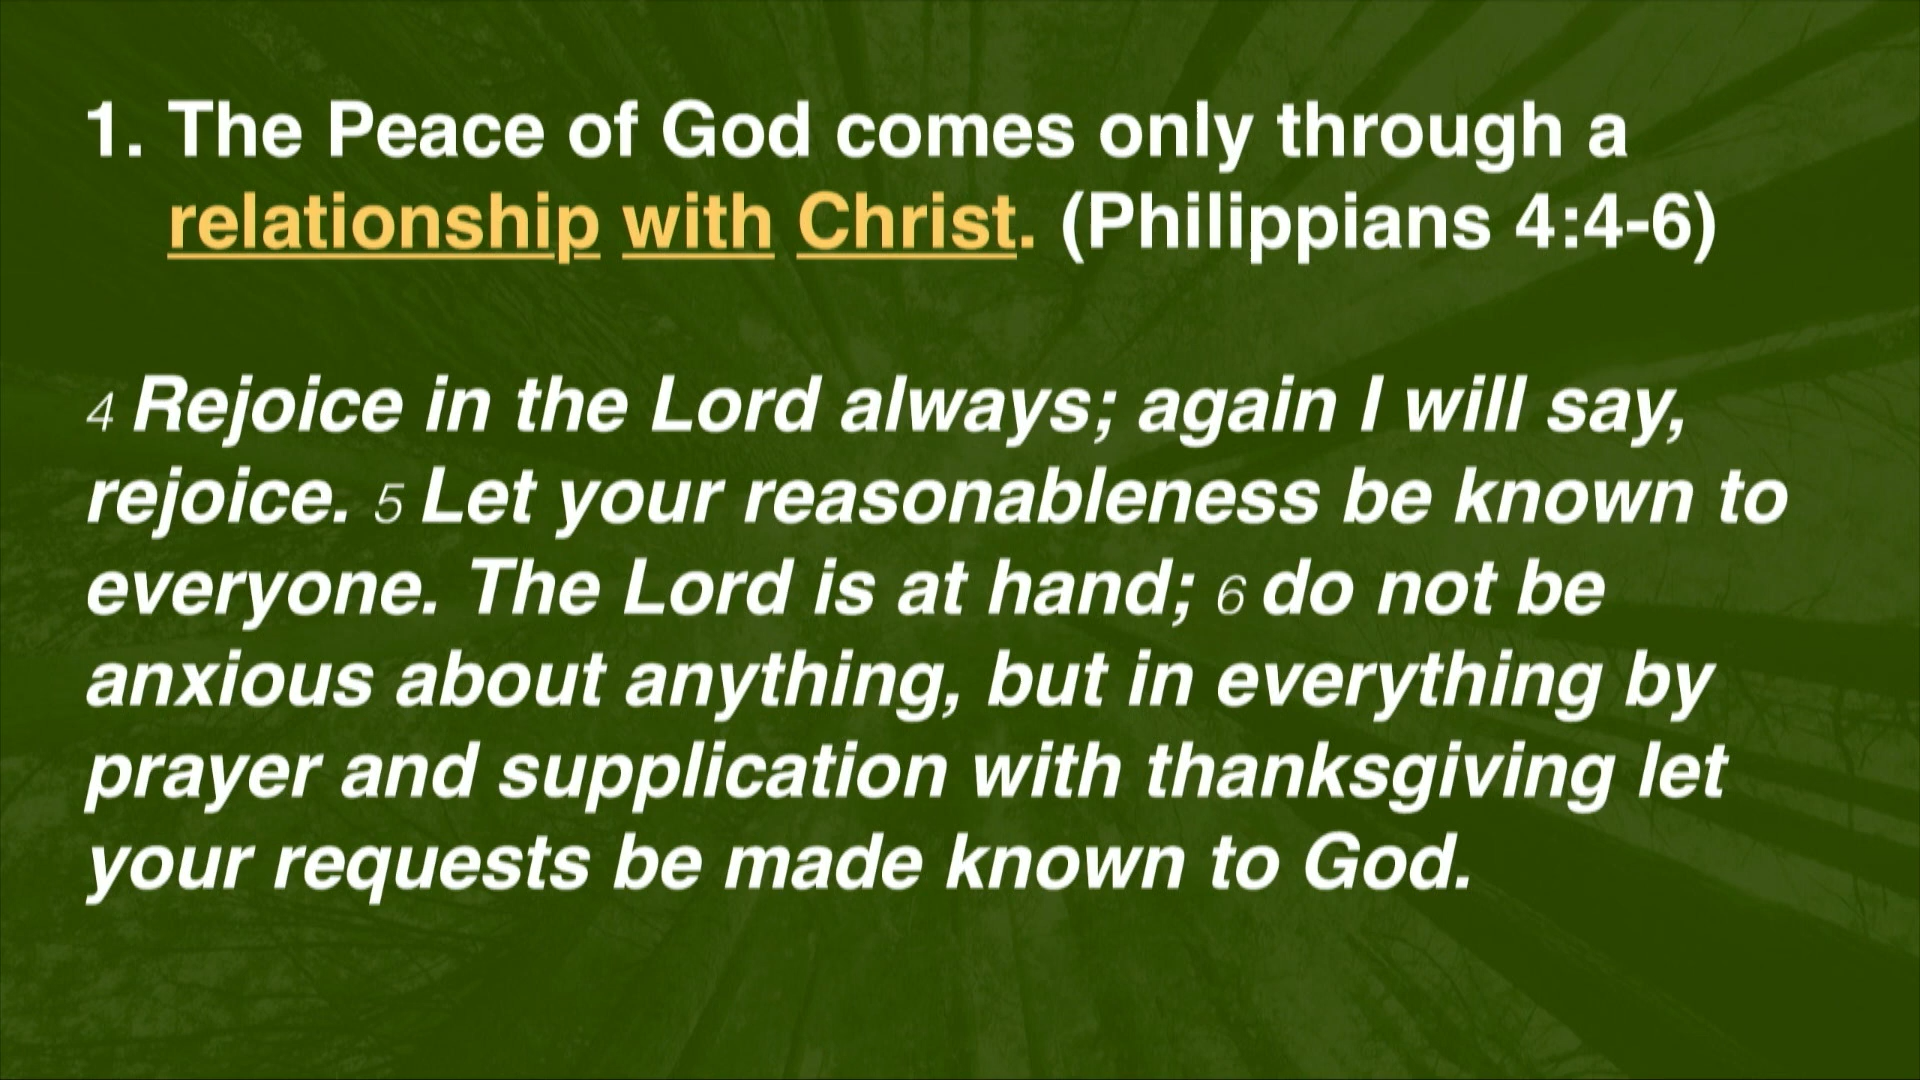 1. The Peace of God comes only through a
relationship with Christ. (Philippians 4:4-6)
4 Rejoice in the Lord always; again I will say,
rejoice. 5 Let your reasonableness be known to
everyone. The Lord is at hand; 6 do not be
anxious about anything, but in everything by
prayer and supplication with thanksgiving let
your requests be made known to God.